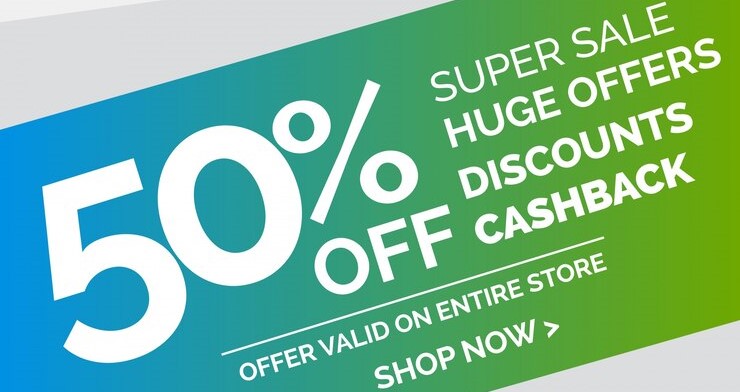 50% OFF
SUPER SALE
HUGE OFFERS
DISCOUNTS
CASHBACK
OFFER VALID ON ENTIRE STORE
SHOP NOW >